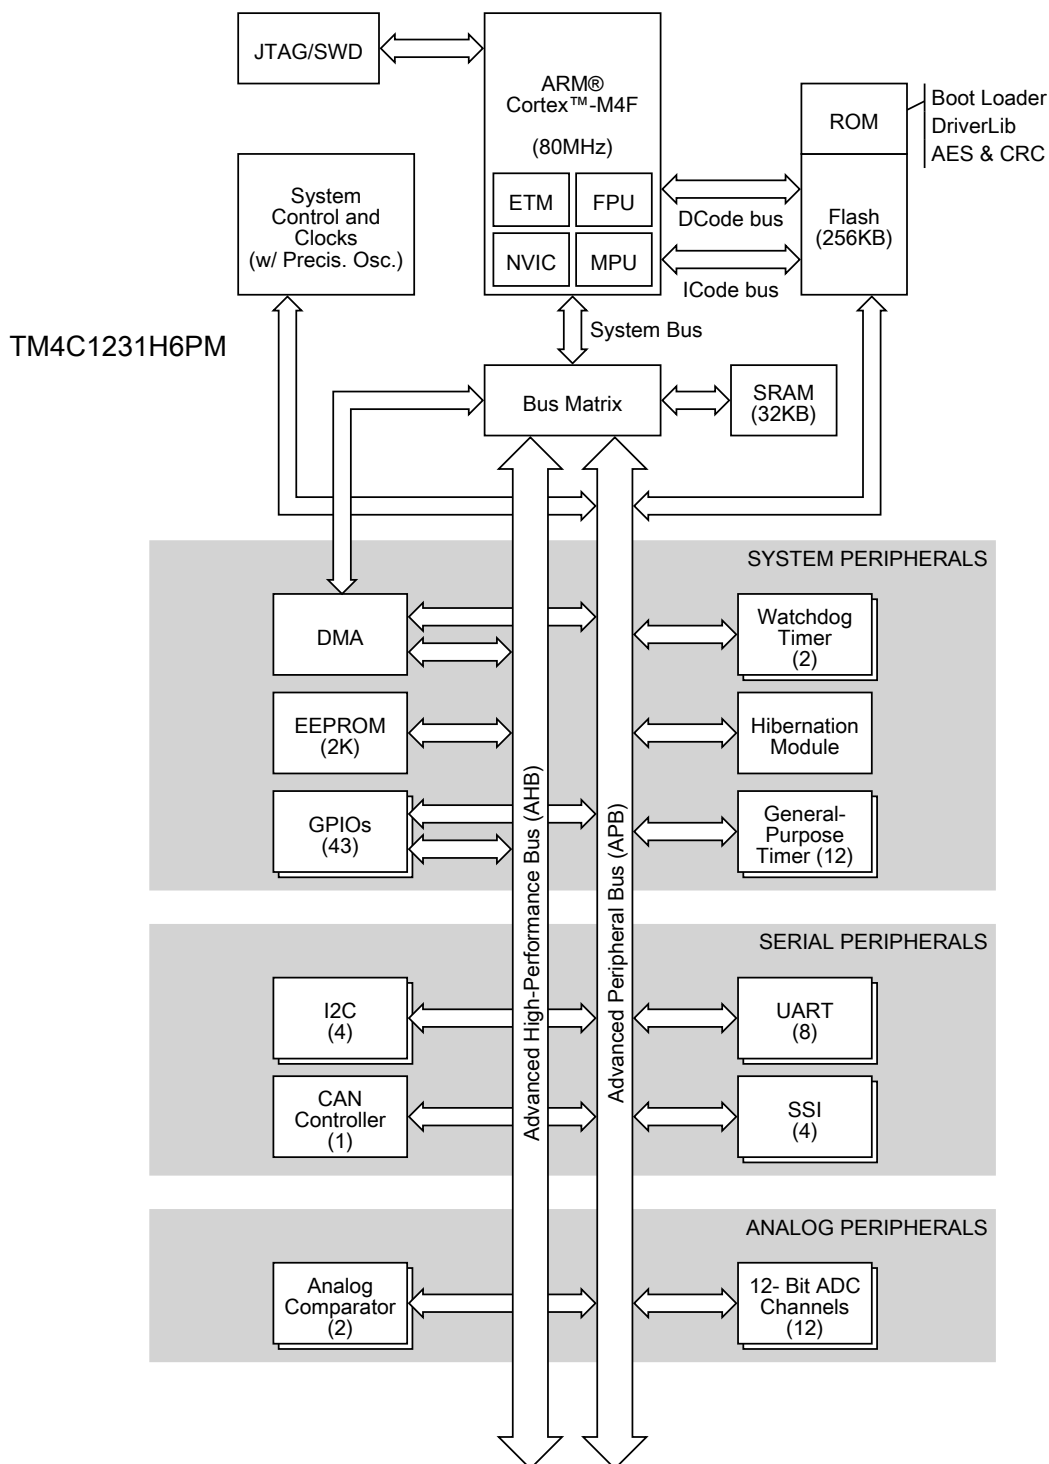 JTAG/SWD
ARM®
Cortex™-M4F
(80MHz)
ETM
FPU
NVIC
MPU
ROM
Boot Loader
DriverLib
AES & CRC
System
Control and
Clocks
(w/ Precis. Osc.)
DCode bus
Flash
(256KB)
ICode bus
System Bus
TM4C1231H6PM
Bus Matrix
SRAM
(32KB)
SYSTEM PERIPHERALS
DMA
Watchdog
Timer
(2)
EEPROM
(2K)
Hibernation
Module
GPIOs
(43)
General-
Purpose
Timer (12)
Advanced High-Performance Bus (AHB)
Advanced Peripheral Bus (APB)
SERIAL PERIPHERALS
I2C
(4)
UART
(8)
CAN
Controller
(1)
SSI
(4)
ANALOG PERIPHERALS
Analog
Comparator
(2)
12- Bit ADC
Channels
(12)